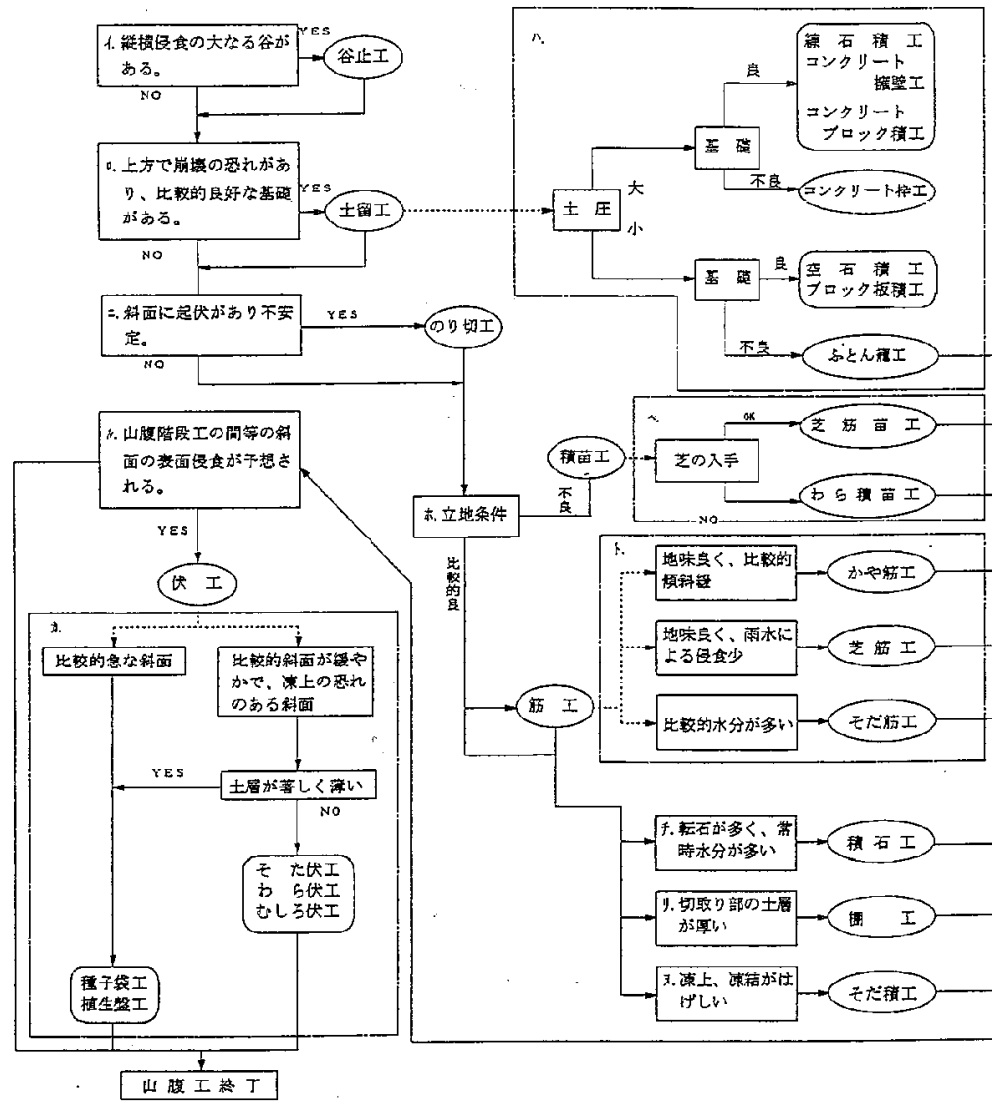 イ.縦横侵食の大なる谷が
ある。
YES
谷止工
NO
ロ.上方で崩壊の恐れがあ
り、比較的良好な基礎
がある。
YES
土留工
NO
ニ.斜面に起伏があり不安
定。
YES
のり切工
NO
ハ.
土圧
大
小
基礎
良
練石積工
コンクリート
擁壁工
コンクリート
ブロック積工
不良
コンクリート枠工
基礎
良
空石積工
ブロック板積工
不良
ふとん籠工
ホ.立地条件
不良
積苗工
ヘ.
芝の入手
OK
芝筋苗工
NO
わら積苗工
比較的良
筋工
ト.
地味良く、比較的
傾斜緩
かや筋工
地味良く、雨水に
よる侵食少
芝筋工
比較的水分が多い
そだ筋工
チ.転石が多く、常
時水分が多い
積石工
リ.切取り部の土層
が厚い
柵工
ヌ.凍上、凍結がは
げしい
そだ積工
ル.山腹階段工の間等の斜
面の表面侵食が予想さ
れる。
YES
伏工
比較的急な斜面
比較的斜面が緩や
かで、凍上の恐れ
のある斜面
YES
土層が著しく薄い
NO
そた伏工
わら伏工
むしろ伏工
種子袋工
植生盤工
山腹工終了